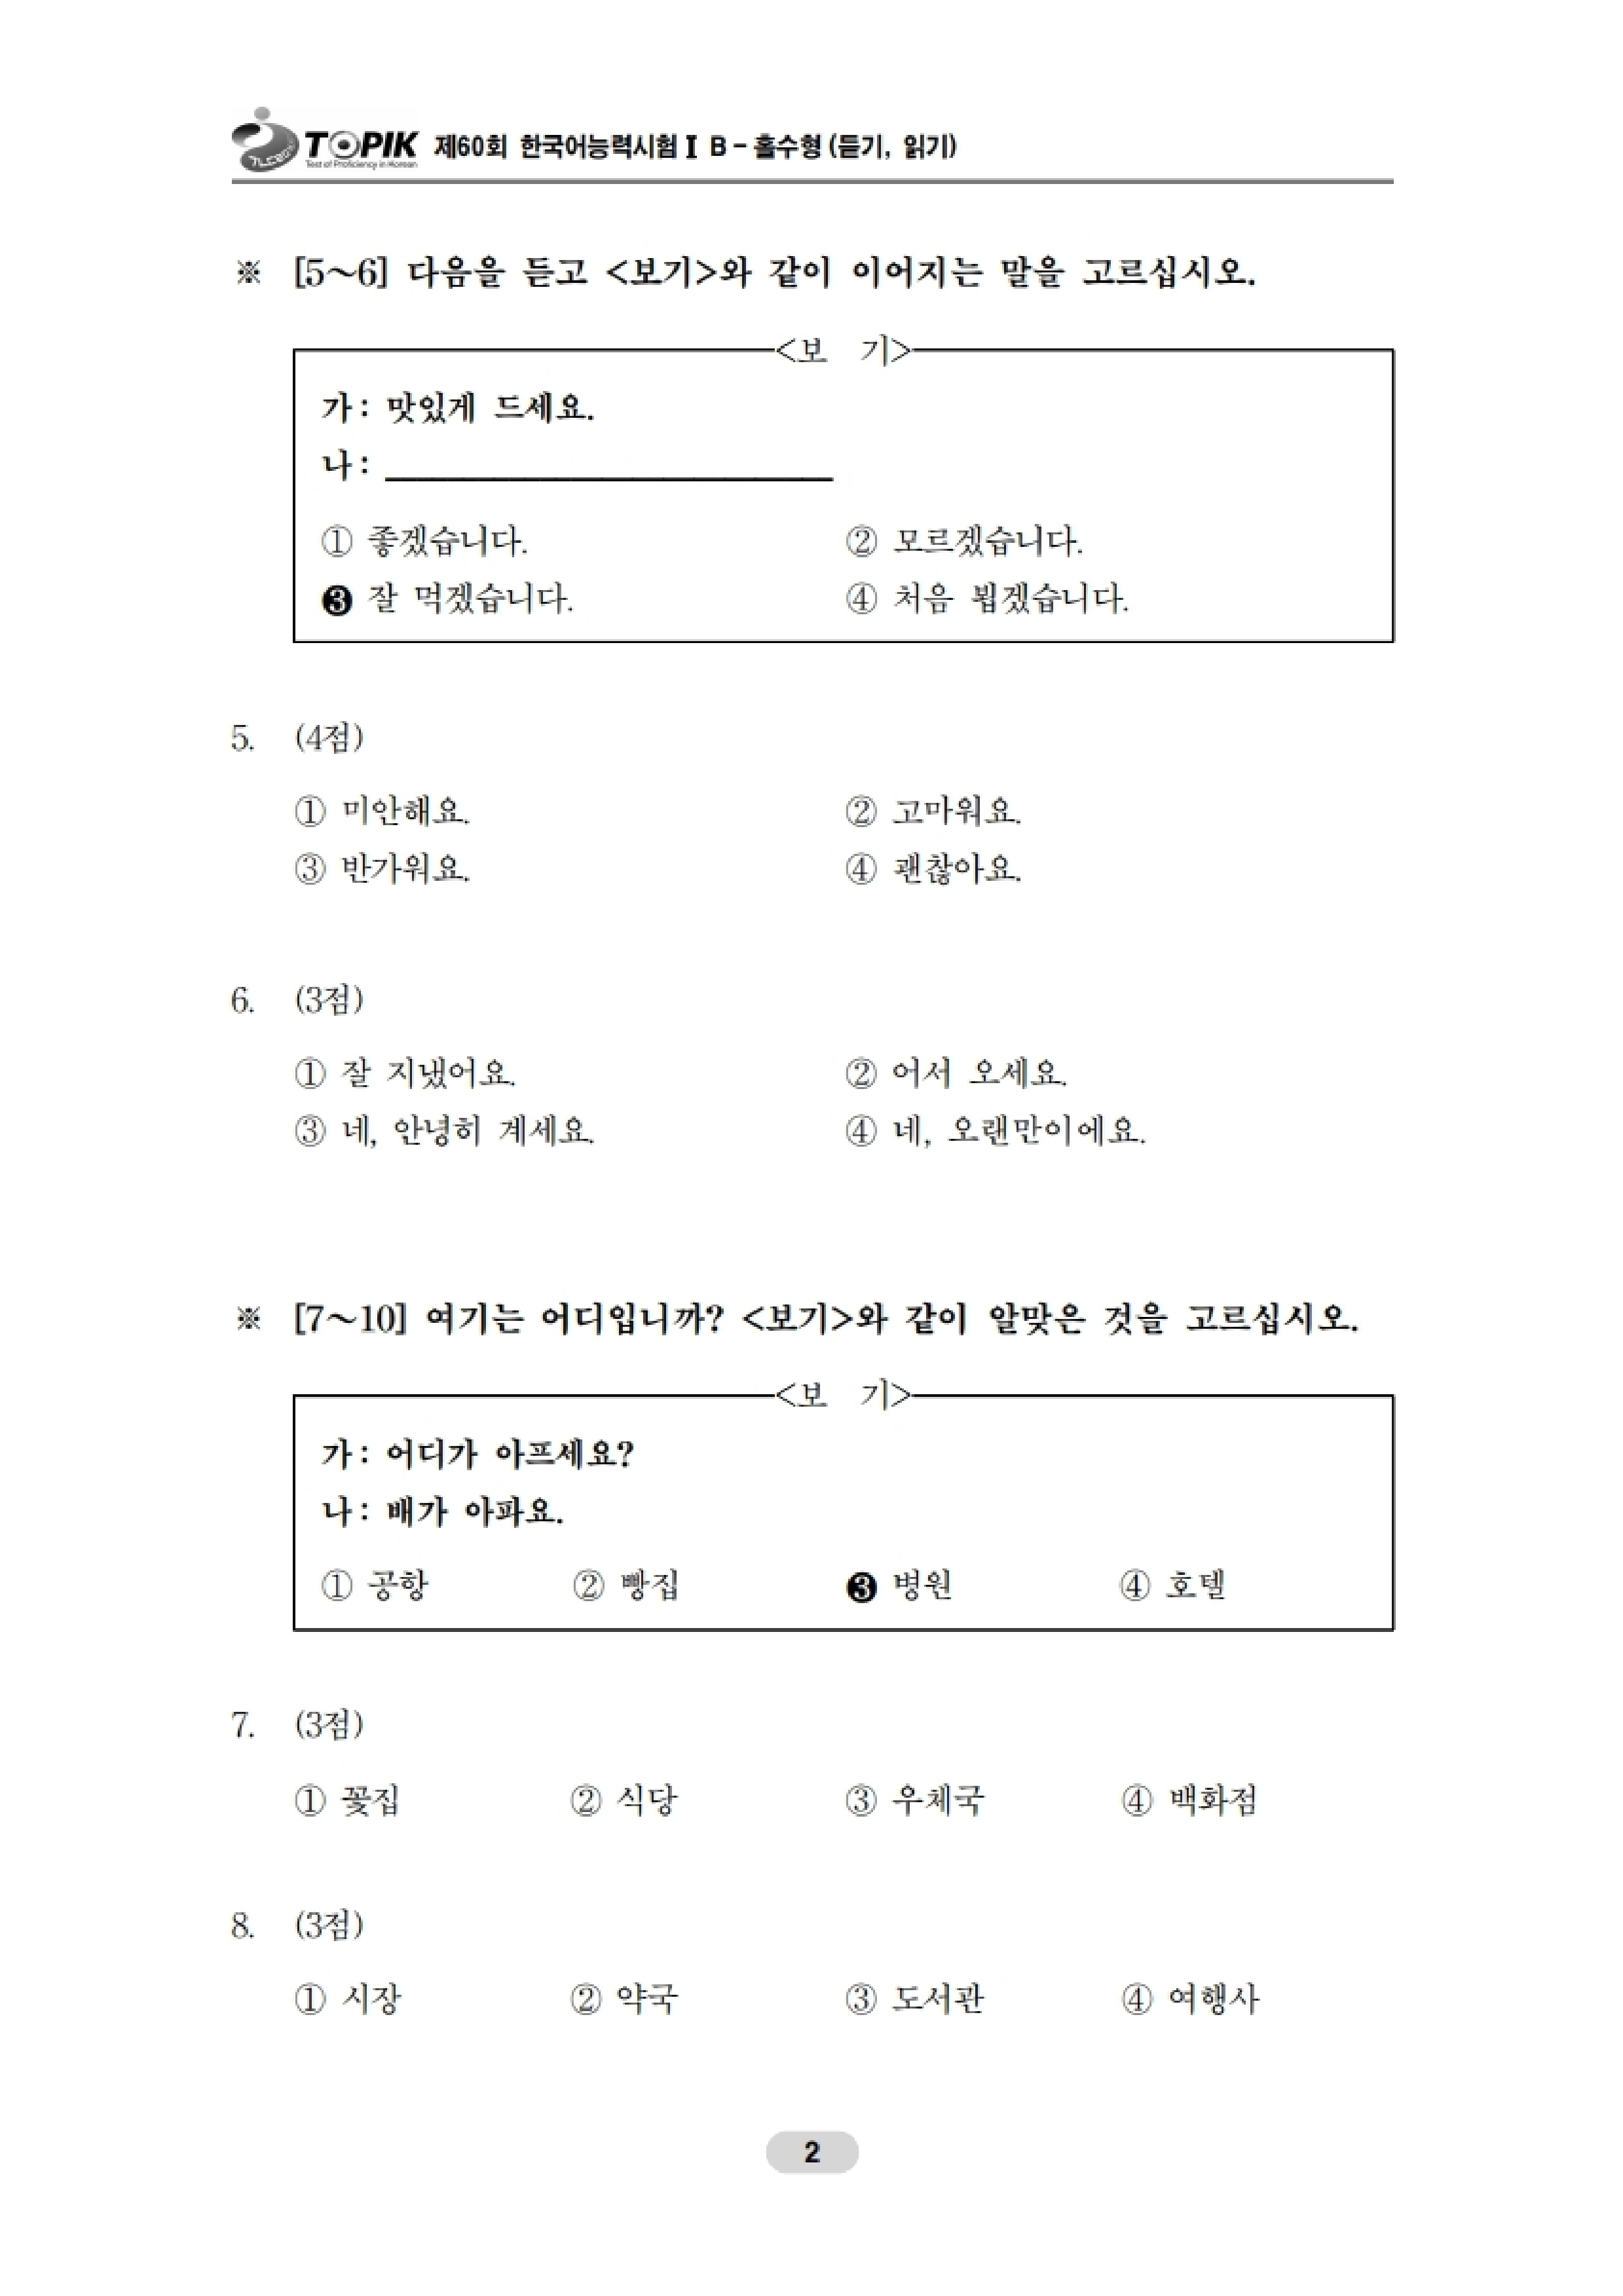 TOPIK 제60회 한국어능력시험 I B - 홀수형 (듣기, 읽기)
Test of Proficiency in Korean
※ [5~6] 다음을 듣고 <보기>와 같이 이어지는 말을 고르십시오.
<보 기>
가 : 맛있게 드세요.
나 : ____________________
① 좋겠습니다. ② 모르겠습니다.
❸ 잘 먹겠습니다. ④ 처음 뵙겠습니다.
5. (4점)
① 미안해요. ② 고마워요.
③ 반가워요. ④ 괜찮아요.
6. (3점)
① 잘 지냈어요. ② 어서 오세요.
③ 네, 안녕히 계세요. ④ 네, 오랜만이에요.
※ [7~10] 여기는 어디입니까? <보기>와 같이 알맞은 것을 고르십시오.
<보 기>
가 : 어디가 아프세요?
나 : 배가 아파요.
① 공항 ② 빵집 ❸ 병원 ④ 호텔
7. (3점)
① 꽃집 ② 식당 ③ 우체국 ④ 백화점
8. (3점)
① 시장 ② 약국 ③ 도서관 ④ 여행사
2